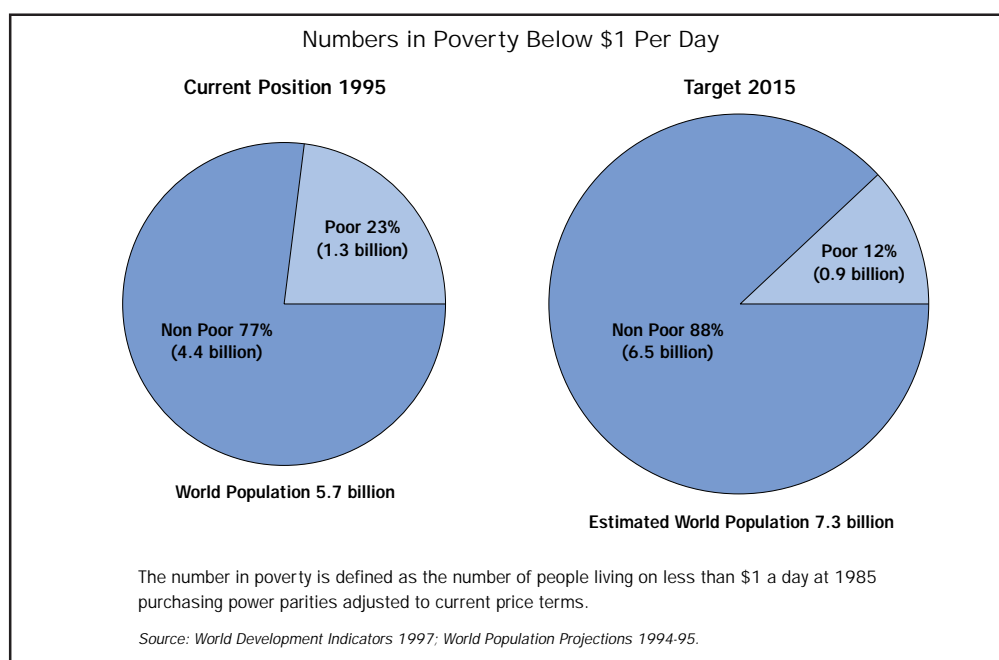 Numbers in Poverty Below $1 Per Day
Current Position 1995
Poor 23%
(1.3 billion)
Non Poor 77%
(4.4 billion)
World Population 5.7 billion
Target 2015
Poor 12%
(0.9 billion)
Non Poor 88%
(6.5 billion)
Estimated World Population 7.3 billion
The number in poverty is defined as the number of people living on less than $1 a day at 1985
purchasing power parities adjusted to current price terms.
Source: World Development Indicators 1997; World Population Projections 1994-95.